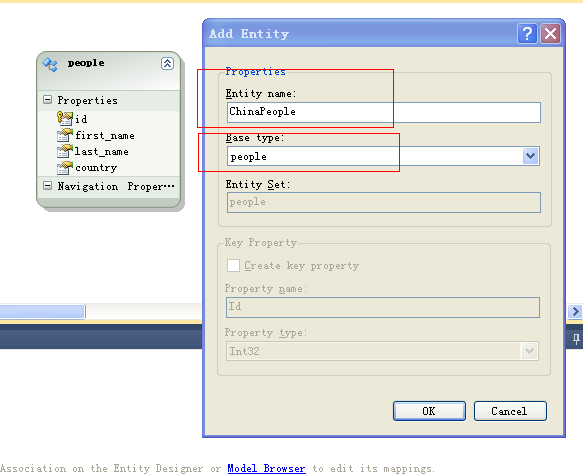 people
Properties
id
first_name
last_name
country
Navigation Proper···
Add Entity
Properties
Entity name:
ChinaPeople
Base type:
people
Entity Set:
people
Key Property
Create key property
Property name:
Id
Property type:
Int32
OK Cancel
Association on the Entity Designer or Model Browser to edit its mappings.